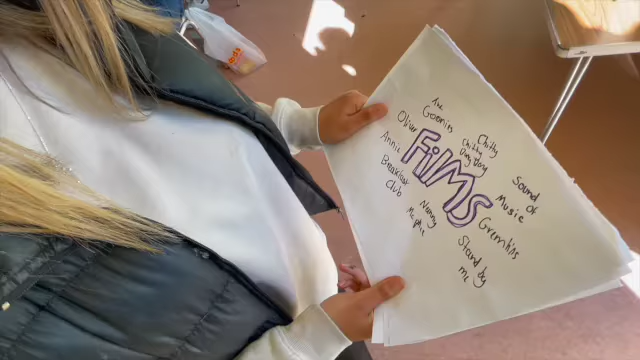 The
Goonies
Oliver
Chitty
Chitty
Bang Bang
Annie
FilMS
Breakfast
Club
Sound
of
Music
Nanny
McPhee
Gremlins
Stand by
me